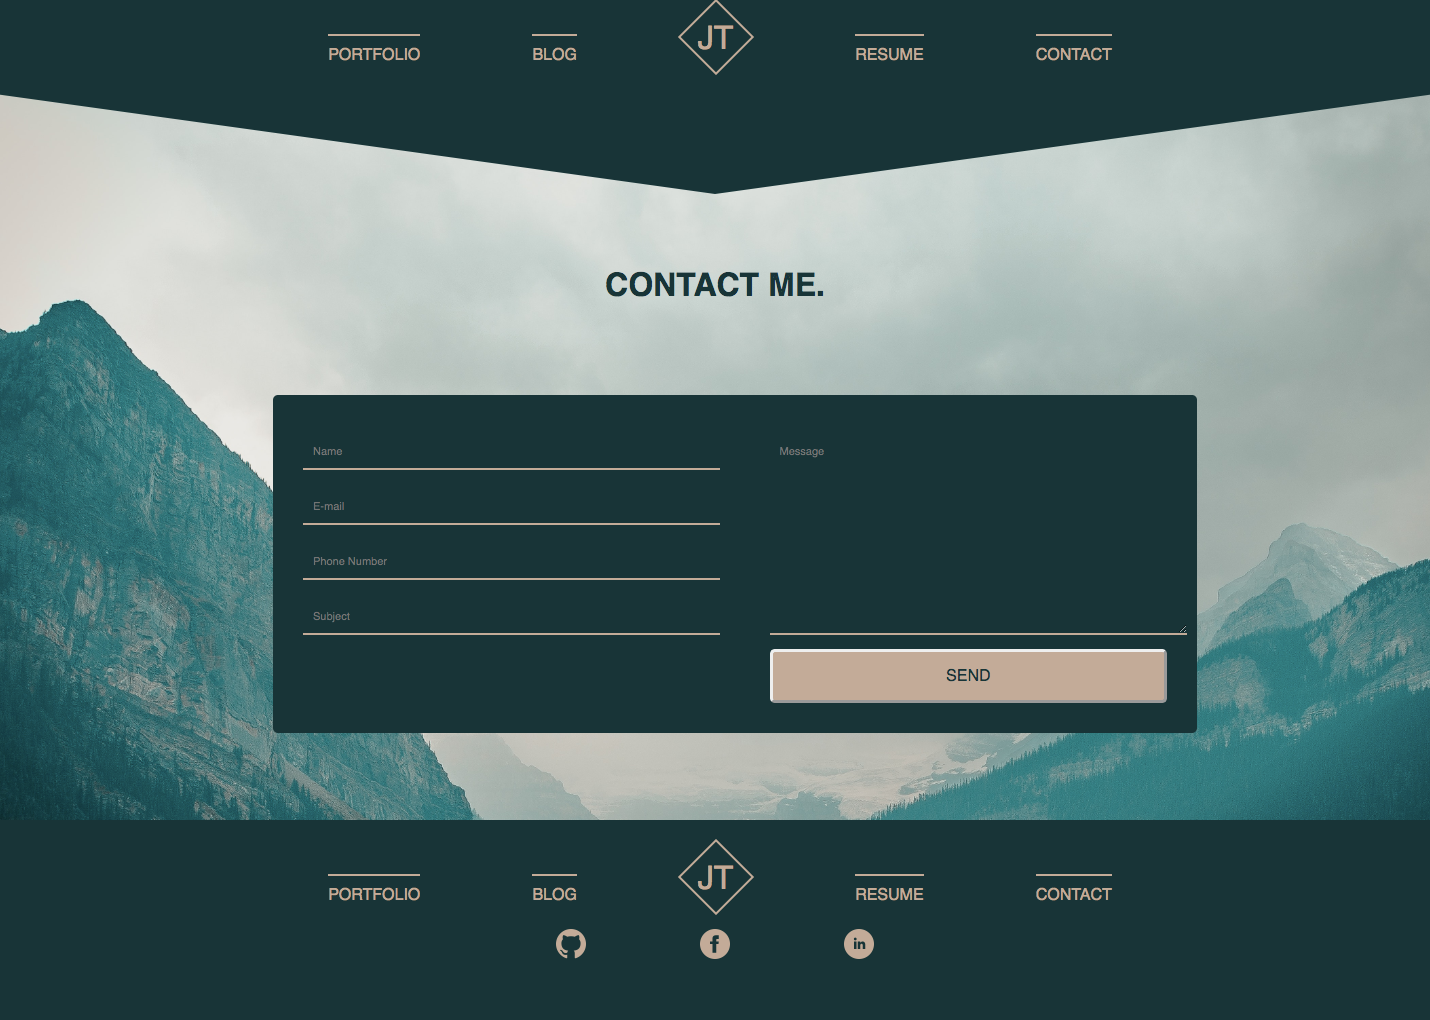 PORTFOLIO BLOG JT RESUME CONTACT
CONTACT ME.
Name
Message
E-mail
Phone Number
Subject
SEND
PORTFOLIO BLOG JT RESUME CONTACT
f in